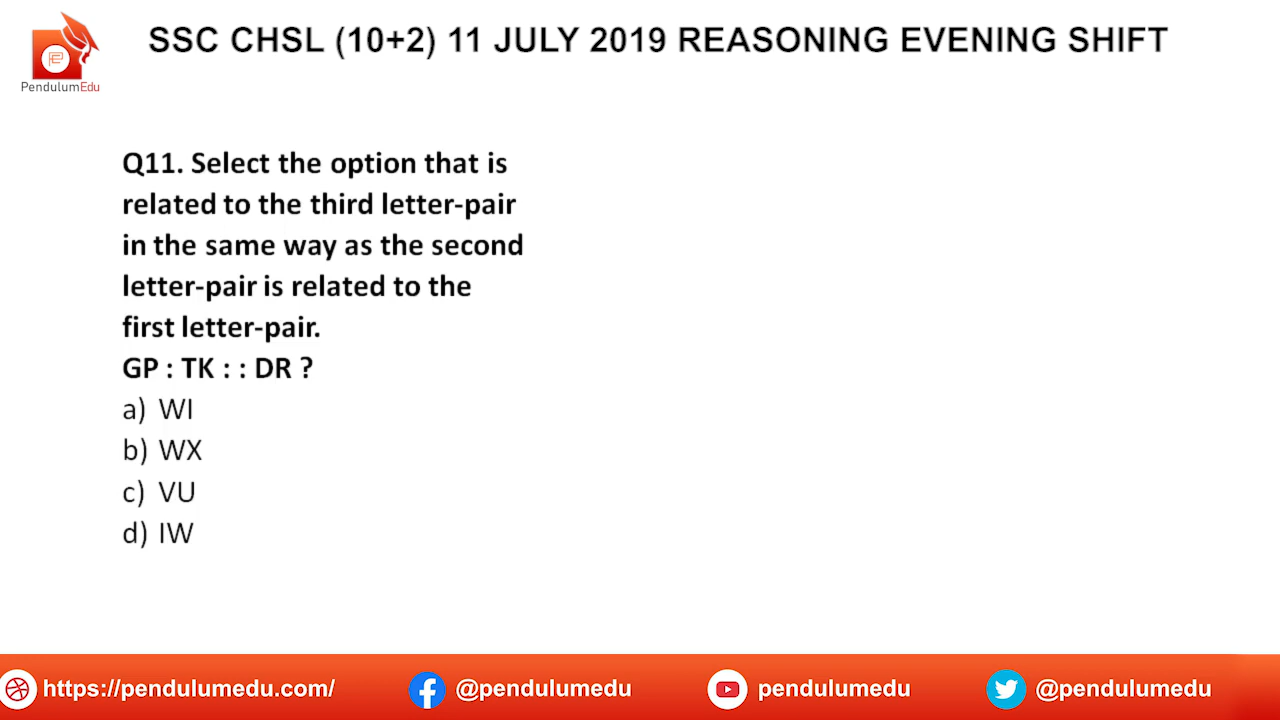 SSC CHSL (10+2) 11 JULY 2019 REASONING EVENING SHIFT
PendulumEdu
Q11. Select the option that is
related to the third letter-pair
in the same way as the second
letter-pair is related to the
first letter-pair.
GP : TK : : DR ?
a) WI
b) WX
c) VU
d) IW
https://pendulumedu.com/
@pendulumedu
pendulumedu
@pendulumedu